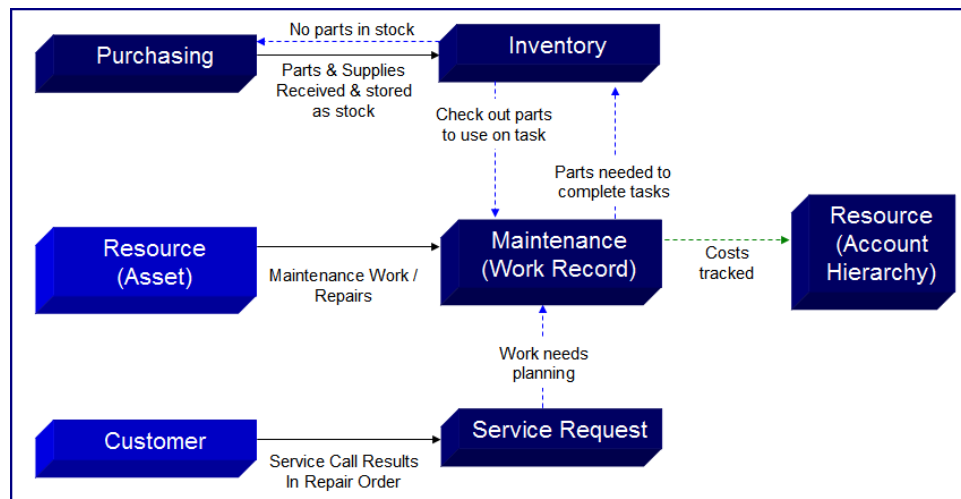 No parts in stock
Purchasing
Inventory
Parts & Supplies
Received & stored
as stock
Check out parts
to use on task
Parts needed to
complete tasks
Resource
(Asset)
Maintenance Work /
Repairs
Maintenance
(Work Record)
Costs
tracked
Resource
(Account
Hierarchy)
Work needs
planning
Customer
Service Call Results
In Repair Order
Service Request